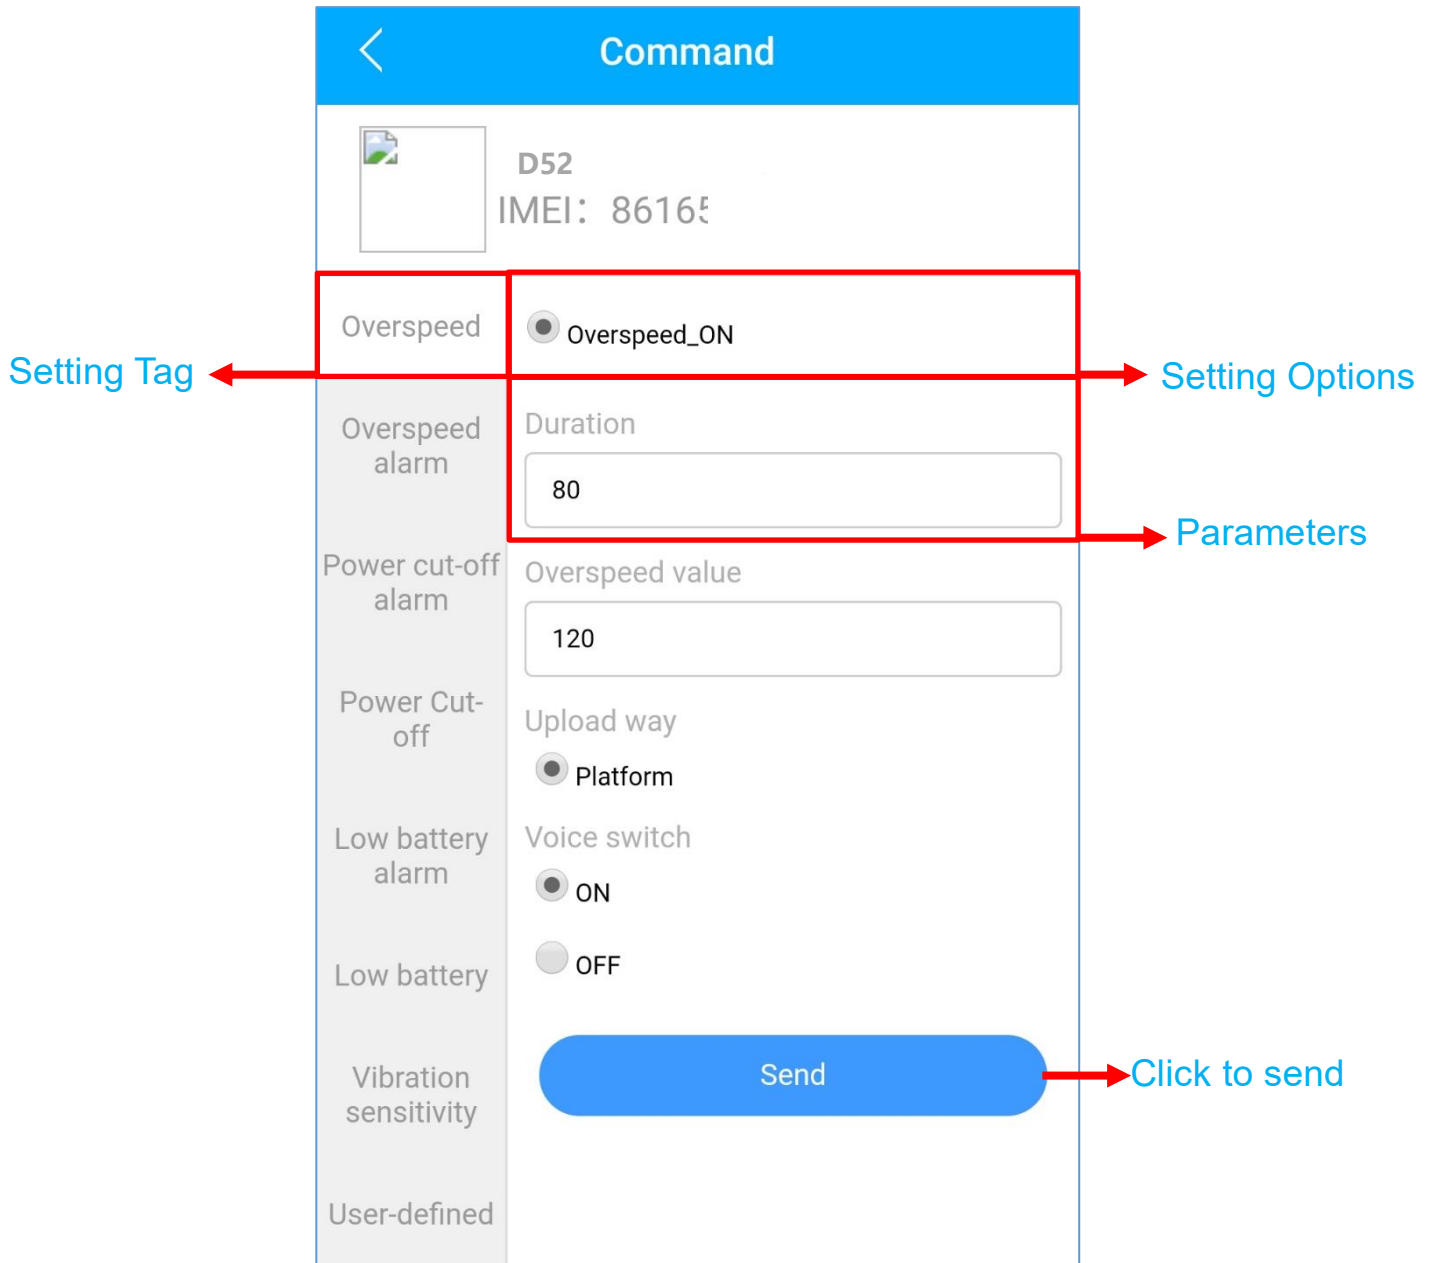 Command
D52
IMEI: 86165
Overspeed
Overspeed_ON
Setting Tag
Setting Options
Overspeed
alarm
Duration
80
Parameters
Power cut-off
alarm
Overspeed value
120
Power Cut-
off
Upload way
Platform
Low battery
alarm
Voice switch
ON
Low battery
OFF
Vibration
sensitivity
Send
Click to send
User-defined